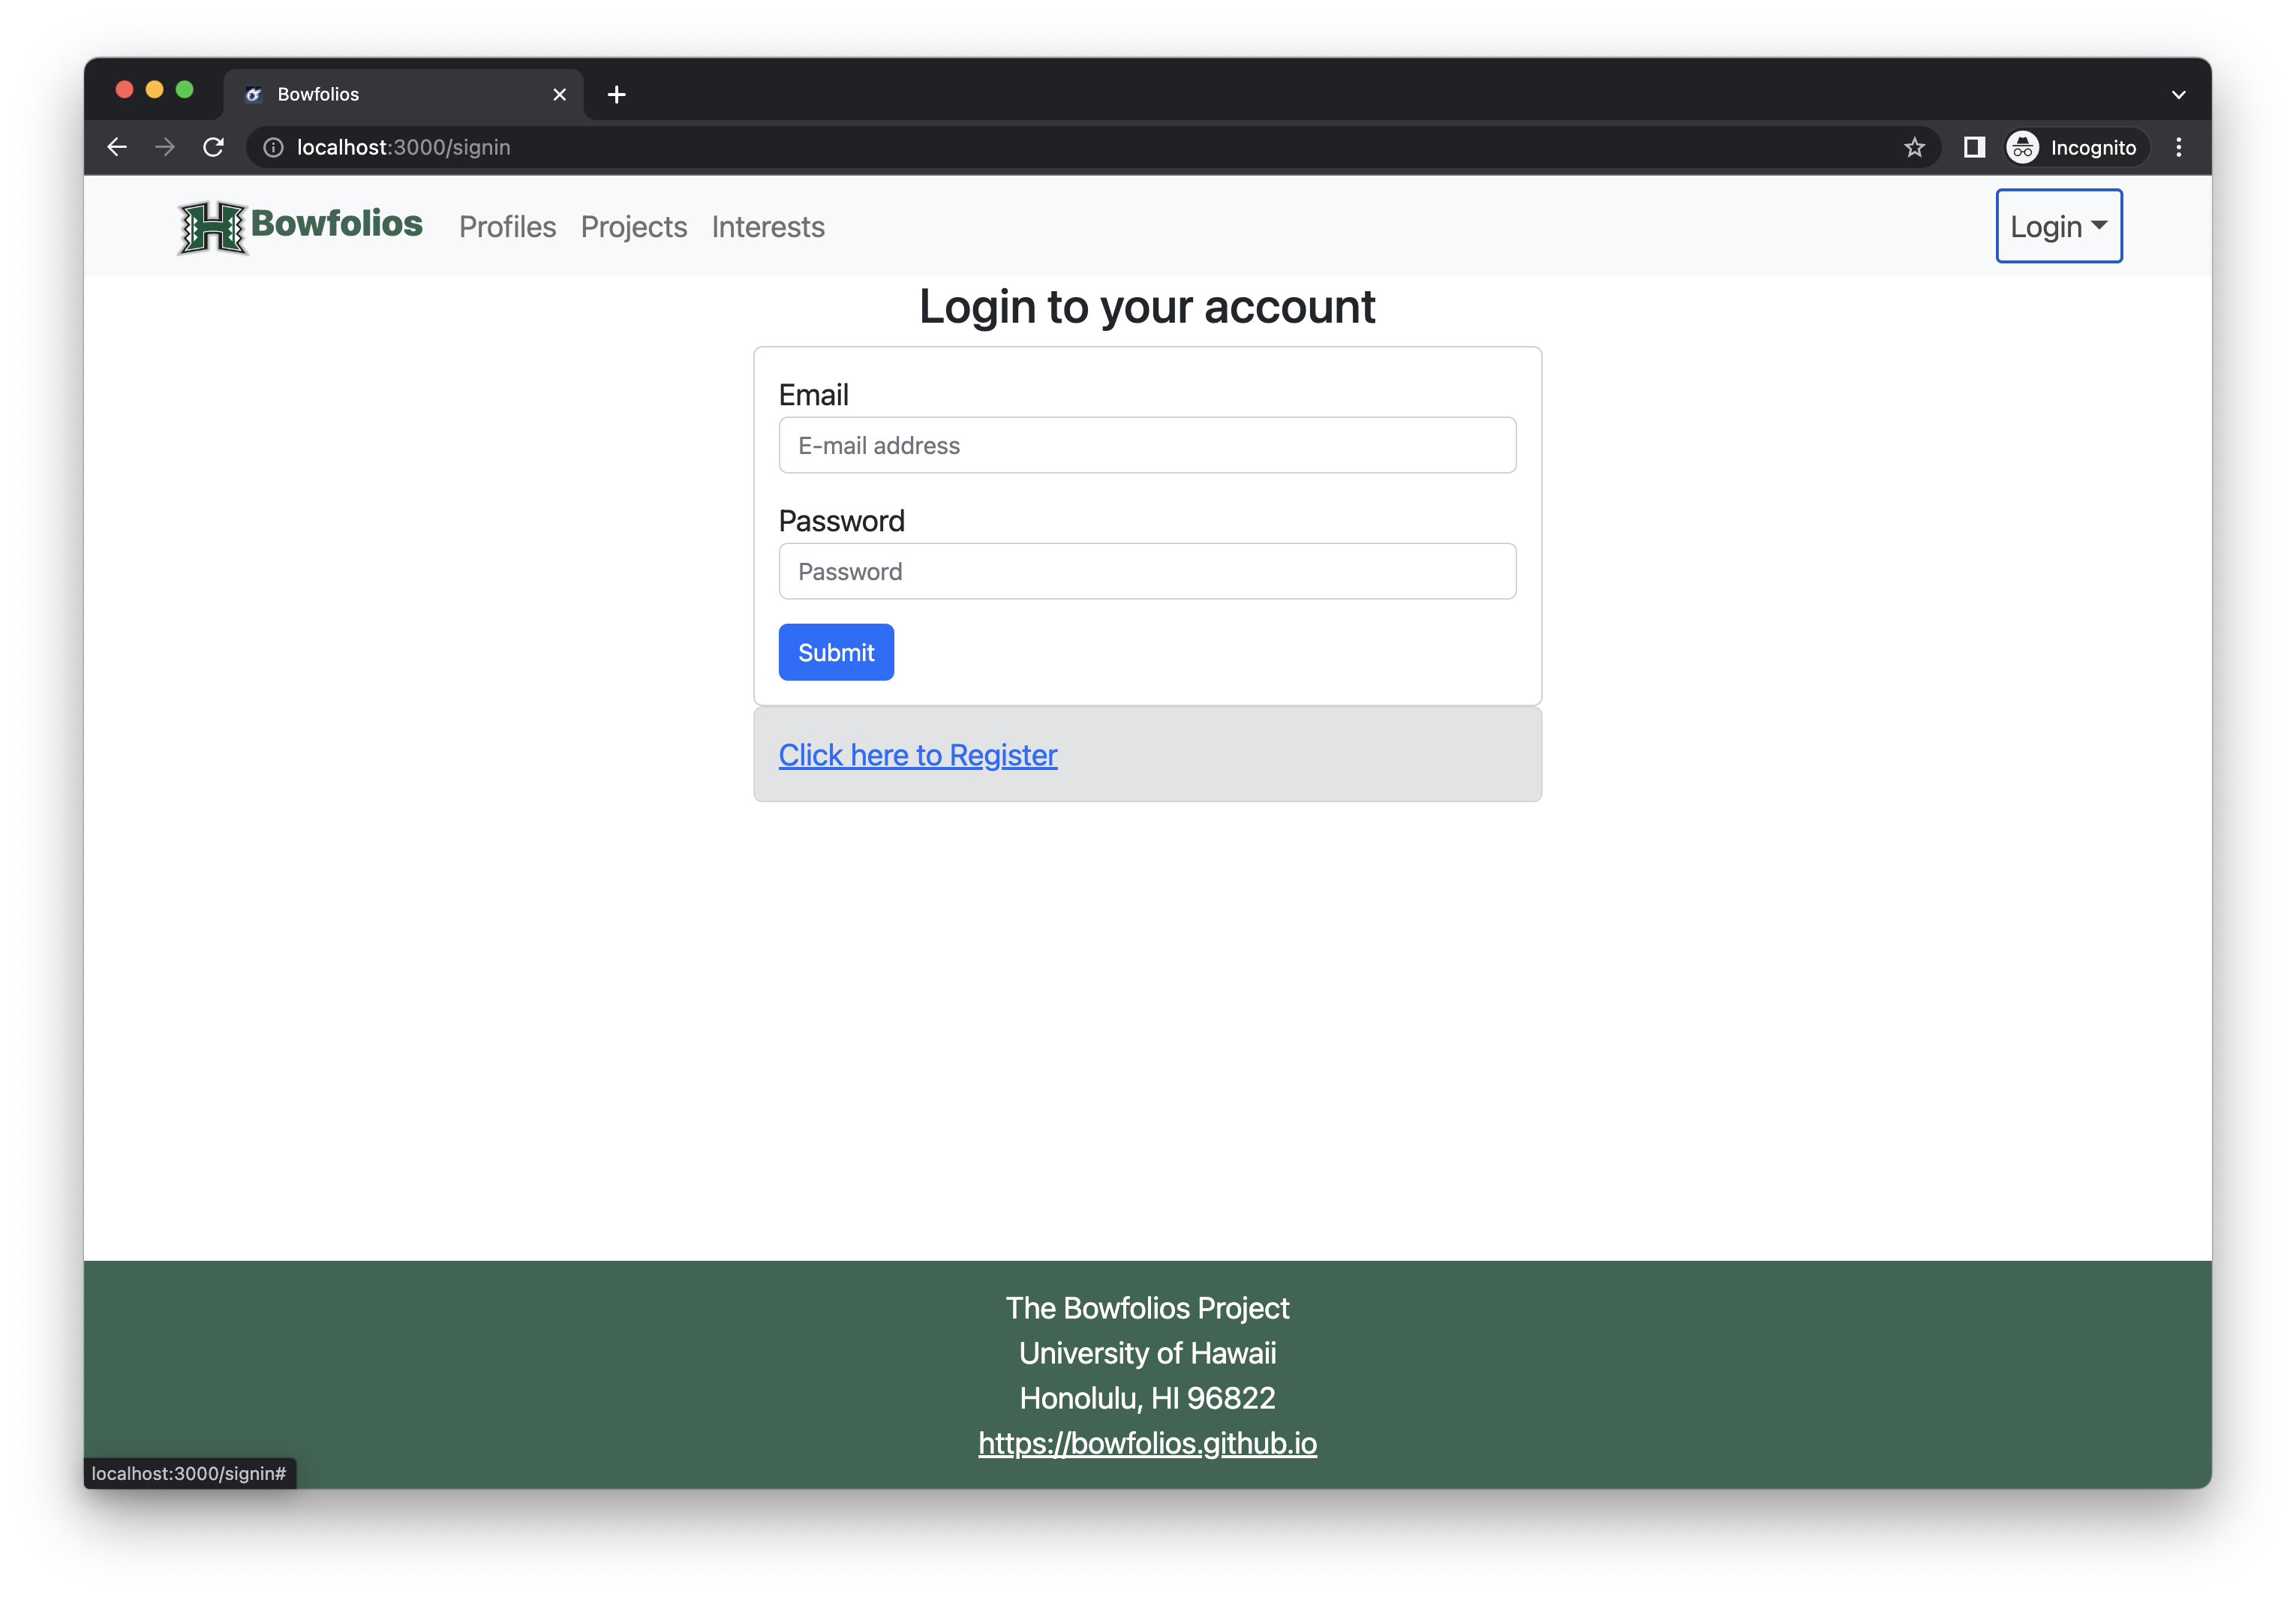 Bowfolios
localhost:3000/signin
Incognito
H Bowfolios Profiles Projects Interests Login
Login to your account
Email
E-mail address
Password
Password
Submit
Click here to Register
The Bowfolios Project
University of Hawaii
Honolulu, HI 96822
https://bowfolios.github.io
localhost:3000/signin#